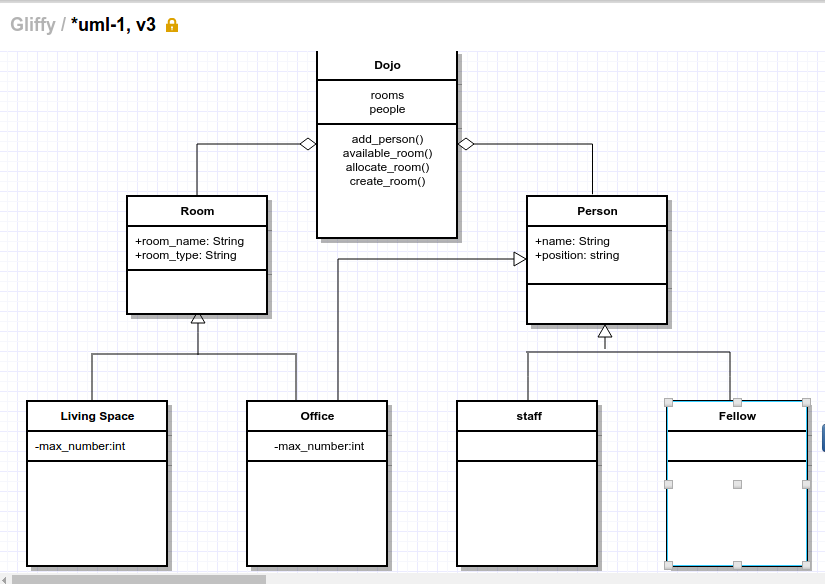 Gliffy / *uml-1, v3
Dojo
rooms
people
add_person()
available_room()
allocate_room()
create_room()
Room
+room_name: String
+room_type: String
Person
+name: String
+position: string
Living Space
-max_number:int
Office
-max_number:int
staff
Fellow